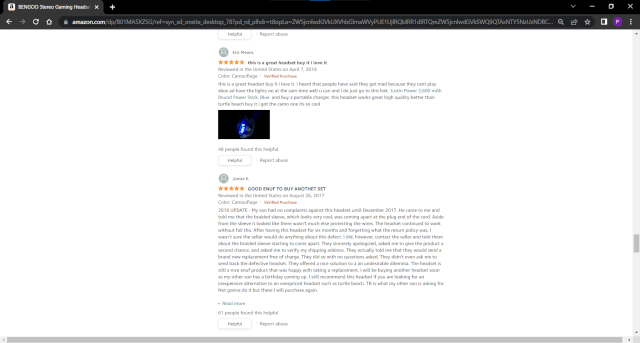 BENGOO Stereo Gaming Headse
amazon.com/dp/B01MA5XZSG/ref=syn_sd_onsite_desktop_
Helpful
Report abuse
Eric Moens
this is a great headset buy it i love it
Reviewed in the United States on April 7, 2018
Color: Camouflage
Verified Purchase
this is a great headset buy it i love it. i heard that people have said they get mad because they cant play
xbox all have the lights on at the sam time well u can and i do just go to this link Justin Power 2,600 mAh
Round Power Stick, Blue and buy a portable charger. this headset works great high quality better than
turtle beach buy it i got the camo one its so cool
48 people found this helpful
Helpful
Report abuse
James K.
GOOD ENUF TO BUY ANOTHET SET
Reviewed in the United States on August 26, 2017
Color: Camouflage
Verified Purchase
2018 UPDATE - My son had no complaints against this headset until December 2017. He came to me and
told me that the braided sleeve, which looks very cool, was coming apart at the plug end of the cord. Aside
from the sleeve it looked like there wasn't much else protecting the wires. The headset continued to work
without fail tho. After having this headset for six months and forgetting what the return policy was, I
wasn't sure the seller would do anything about this defect. I did, however, contact the seller and told them
about the braided sleeve starting to come apart. They sincerely apologized, asked me to give the product a
second chance, and asked me to verify my shipping address. They actually told me that they would send a
brand new replacement free of charge. They did so with no questions asked. They didn't even ask me to
send back the defective headset. They offered a nice solution to a an undesirable dilemma. The headset is
still a nice enuf product that was happy with taking a replacement. I will be buying another headset soon
as my other son has a birthday coming up. I still recommend this headset if you are looking for an
inexpensive alternative to an overpriced headset such as turtle beach. TB is what my other son is asking for
Not gonna do it but these I will purchase again.
Read more
61 people found this helpful
Helpful
Report abuse